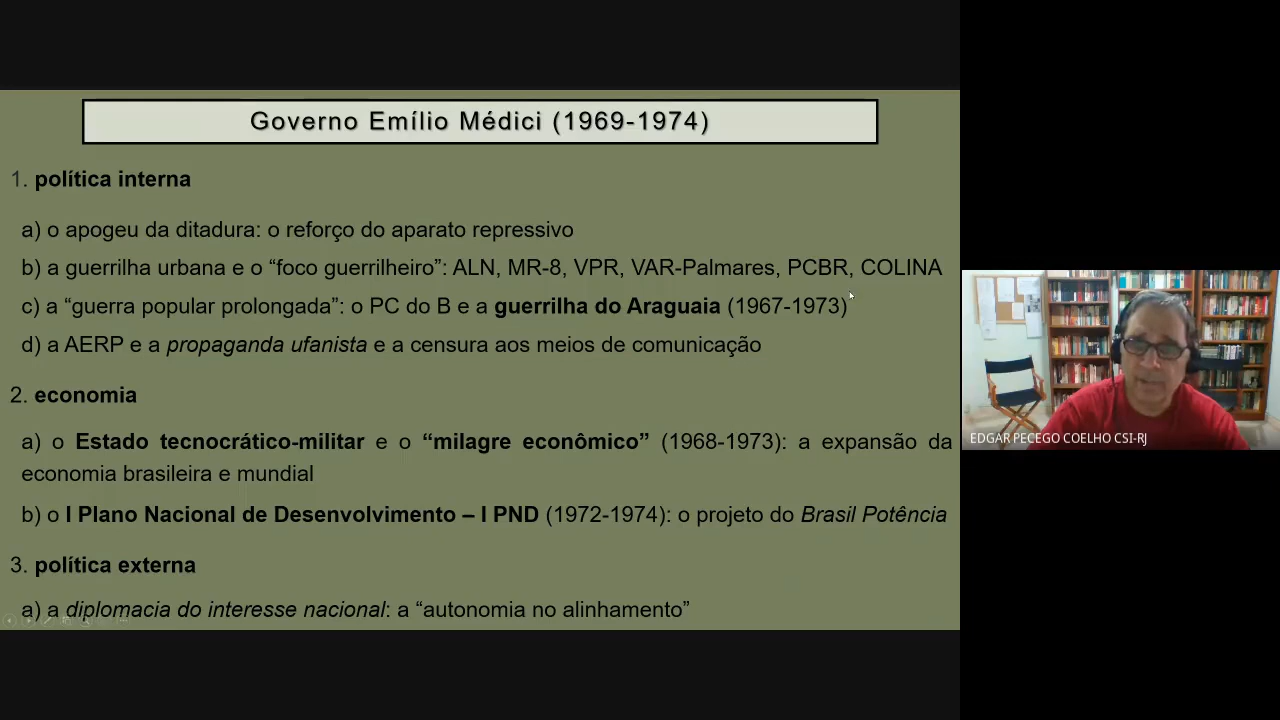 Governo Emílio Médici (1969-1974)
1. política interna
a) o apogeu da ditadura: o reforço do aparato repressivo
b) a guerrilha urbana e o “foco guerrilheiro”: ALN, MR-8, VPR, VAR-Palmares, PCBR, COLINA
c) a “guerra popular prolongada”: o PC do B e a guerrilha do Araguaia (1967-1973)
d) a AERP e a propaganda ufanista e a censura aos meios de comunicação
2. economia
a) o Estado tecnocrático-militar e o “milagre econômico” (1968-1973): a expansão da
economia brasileira e mundial
b) o I Plano Nacional de Desenvolvimento – I PND (1972-1974): o projeto do Brasil Potência
3. política externa
a) a diplomacia do interesse nacional: a “autonomia no alinhamento”
EDGAR PECEGO COELHO CSI-RJ